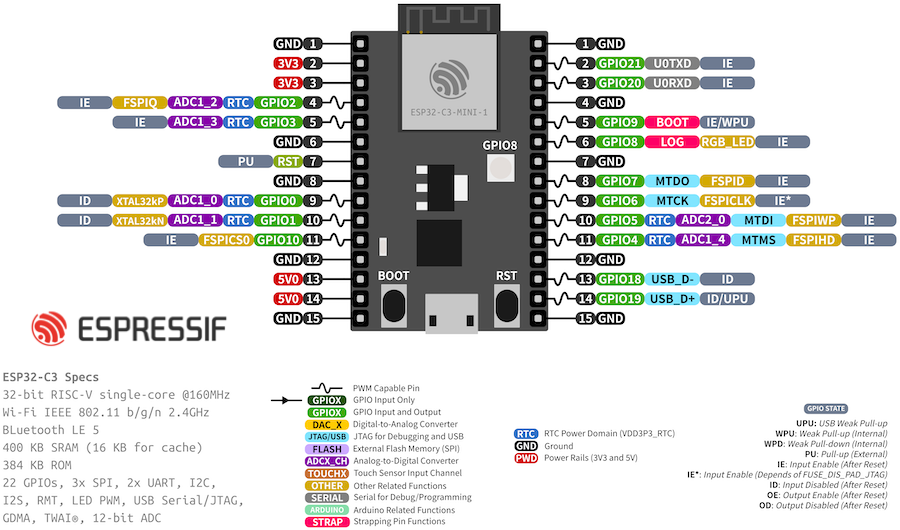 GND 1
3V3 2
3V3 3
IE FSPIQ ADC1_2 RTC GPIO2 4
IE ADC1_3 RTC GPIO3 5
GND 6
PU RST 7
GND 8
ID XTAL32kP ADC1_0 RTC GPIO0 9
ID XTAL32kN ADC1_1 RTC GPIO1 10
IE FSPICS0 GPIO10 11
GND 12
5V0 13
5V0 14
GND 15
ESP32-C3-MINI-1
GPIO8
BOOT
RST
1 GND
2 GPIO21 U0TXD IE
3 GPIO20 U0RXD IE
4 GND
5 GPIO9 BOOT IE/WPU
6 GPIO8 LOG RGB_LED IE
7 GND
8 GPIO7 MTDO FSPID IE
9 GPIO6 MTCK FSPICLK IE*
10 GPIO5 RTC ADC2_0 MTDI FSPIWP IE
11 GPIO4 RTC ADC1_4 MTMS FSPIHD IE
12 GND
13 GPIO18 USB_D- ID
14 GPIO19 USB_D+ ID/UPU
15 GND
ESPRESSIF
ESP32-C3 Specs
32-bit RISC-V single-core @160MHz
Wi-Fi IEEE 802.11 b/g/n 2.4GHz
BLuetooth LE 5
400 KB SRAM (16 KB for cache)
384 KB ROM
22 GPIOs, 3x SPI, 2x UART, I2C,
I2S, RMT, LED PWM, USB Serial/JTAG,
GDMA, TWAI®, 12-bit ADC
PWM Capable Pin
GPIOX GPIO Input Only
GPIOX GPIO Input and Output
DAC_X Digital-to-Analog Converter
JTAG/USB JTAG for Debugging and USB
FLASH External Flash Memory (SPI)
ADCX_CH Analog-to-Digital Converter
TOUCHX Touch Sensor Input Channel
OTHER Other Related Functions
SERIAL Serial for Debug/Programming
ARDUINO Arduino Related Functions
STRAP Strapping Pin Functions
RTC RTC Power Domain (VDD3P3_RTC)
GND Ground
PWD Power Rails (3V3 and 5V)
GPIO STATE
UPU: USB Weak Pull-up
WPU: Weak Pull-up (Internal)
WPD: Weak Pull-down (Internal)
PU: Pull-up (External)
IE: Input Enable (After Reset)
IE*: Input Enable (Depends of FUSE_DIS_PAD_JTAG)
ID: Input Disabled (After Reset)
OE: Output Enable (After Reset)
OD: Output Disabled (After Reset)